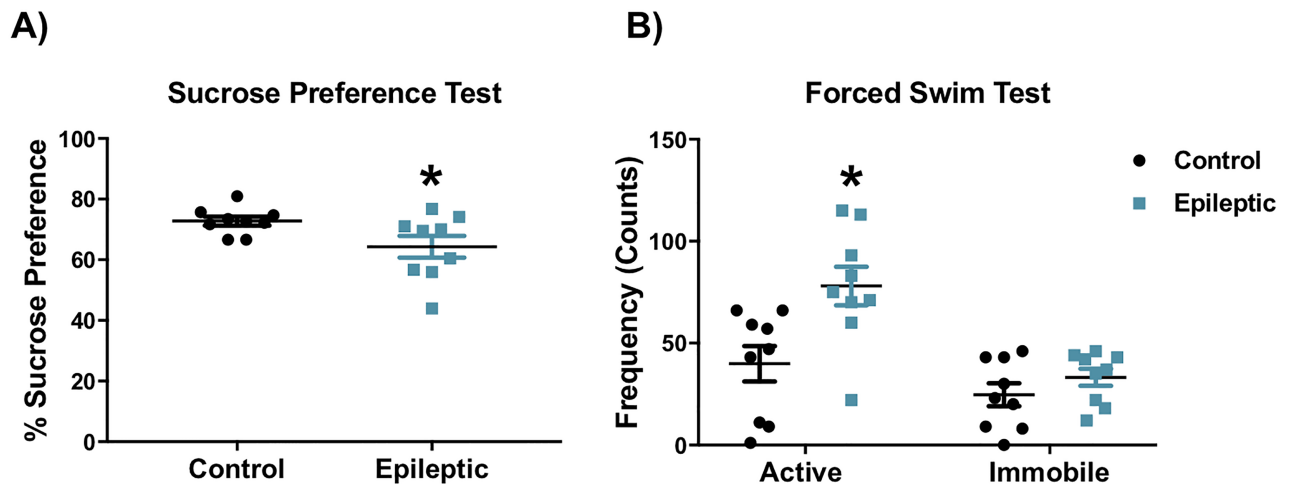 A)
Sucrose Preference Test
% Sucrose Preference
100
80
60
40
20
0
*
Control
Epileptic
B)
Forced Swim Test
Frequency (Counts)
150
100
50
0
*
Active
Immobile
Control
Epileptic